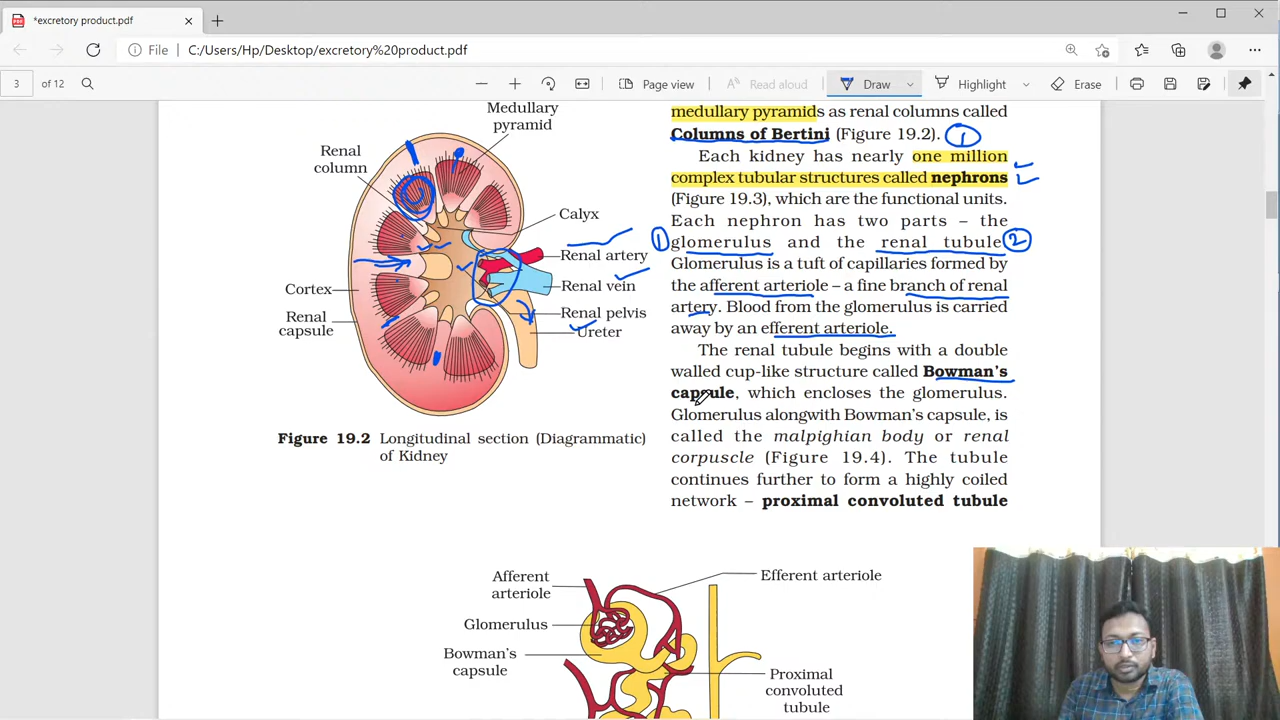 *excretory product.pdf
File C:/Users/Hp/Desktop/excretory%20product.pdf
3 of 12 Page view Read aloud Draw Highlight Erase
Medullary
pyramid
Renal
column
Calyx
Renal artery
Renal vein
Renal pelvis
Ureter
Cortex
Renal
capsule
Figure 19.2 Longitudinal section (Diagrammatic)
of Kidney
medullary pyramids as renal columns called
Columns of Bertini (Figure 19.2). 1
Each kidney has nearly one million
complex tubular structures called nephrons
(Figure 19.3), which are the functional units.
Each nephron has two parts – the
1 glomerulus and the renal tubule 2
Glomerulus is a tuft of capillaries formed by
the afferent arteriole – a fine branch of renal
artery. Blood from the glomerulus is carried
away by an efferent arteriole.
The renal tubule begins with a double
walled cup-like structure called Bowman's
capsule, which encloses the glomerulus.
Glomerulus alongwith Bowman's capsule, is
called the malpighian body or renal
corpuscle (Figure 19.4). The tubule
continues further to form a highly coiled
network – proximal convoluted tubule
Afferent
arteriole
Efferent arteriole
Glomerulus
Bowman's
capsule
Proximal
convoluted
tubule